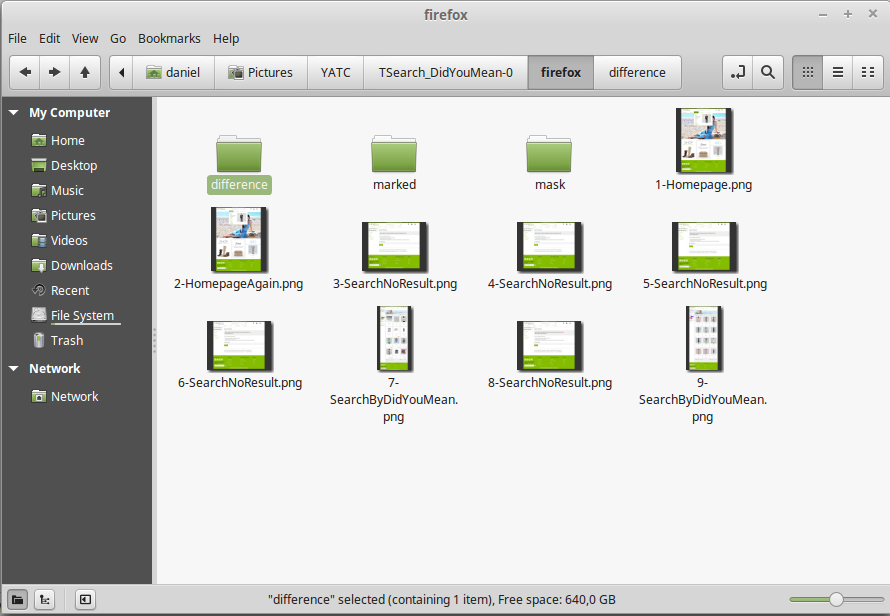 firefox
File Edit View Go Bookmarks Help
daniel Pictures YATC TSearch_DidYouMean-0 firefox difference
My Computer
Home
Desktop
Music
Pictures
Videos
Downloads
Recent
File System
Trash
Network
Network
difference marked mask 1-Homepage.png
2-HomepageAgain.png 3-SearchNoResult.png 4-SearchNoResult.png 5-SearchNoResult.png
6-SearchNoResult.png 7-
SearchByDidYouMean.
png 8-SearchNoResult.png 9-
SearchByDidYouMean.
png
"difference" selected (containing 1 item), Free space: 640,0 GB